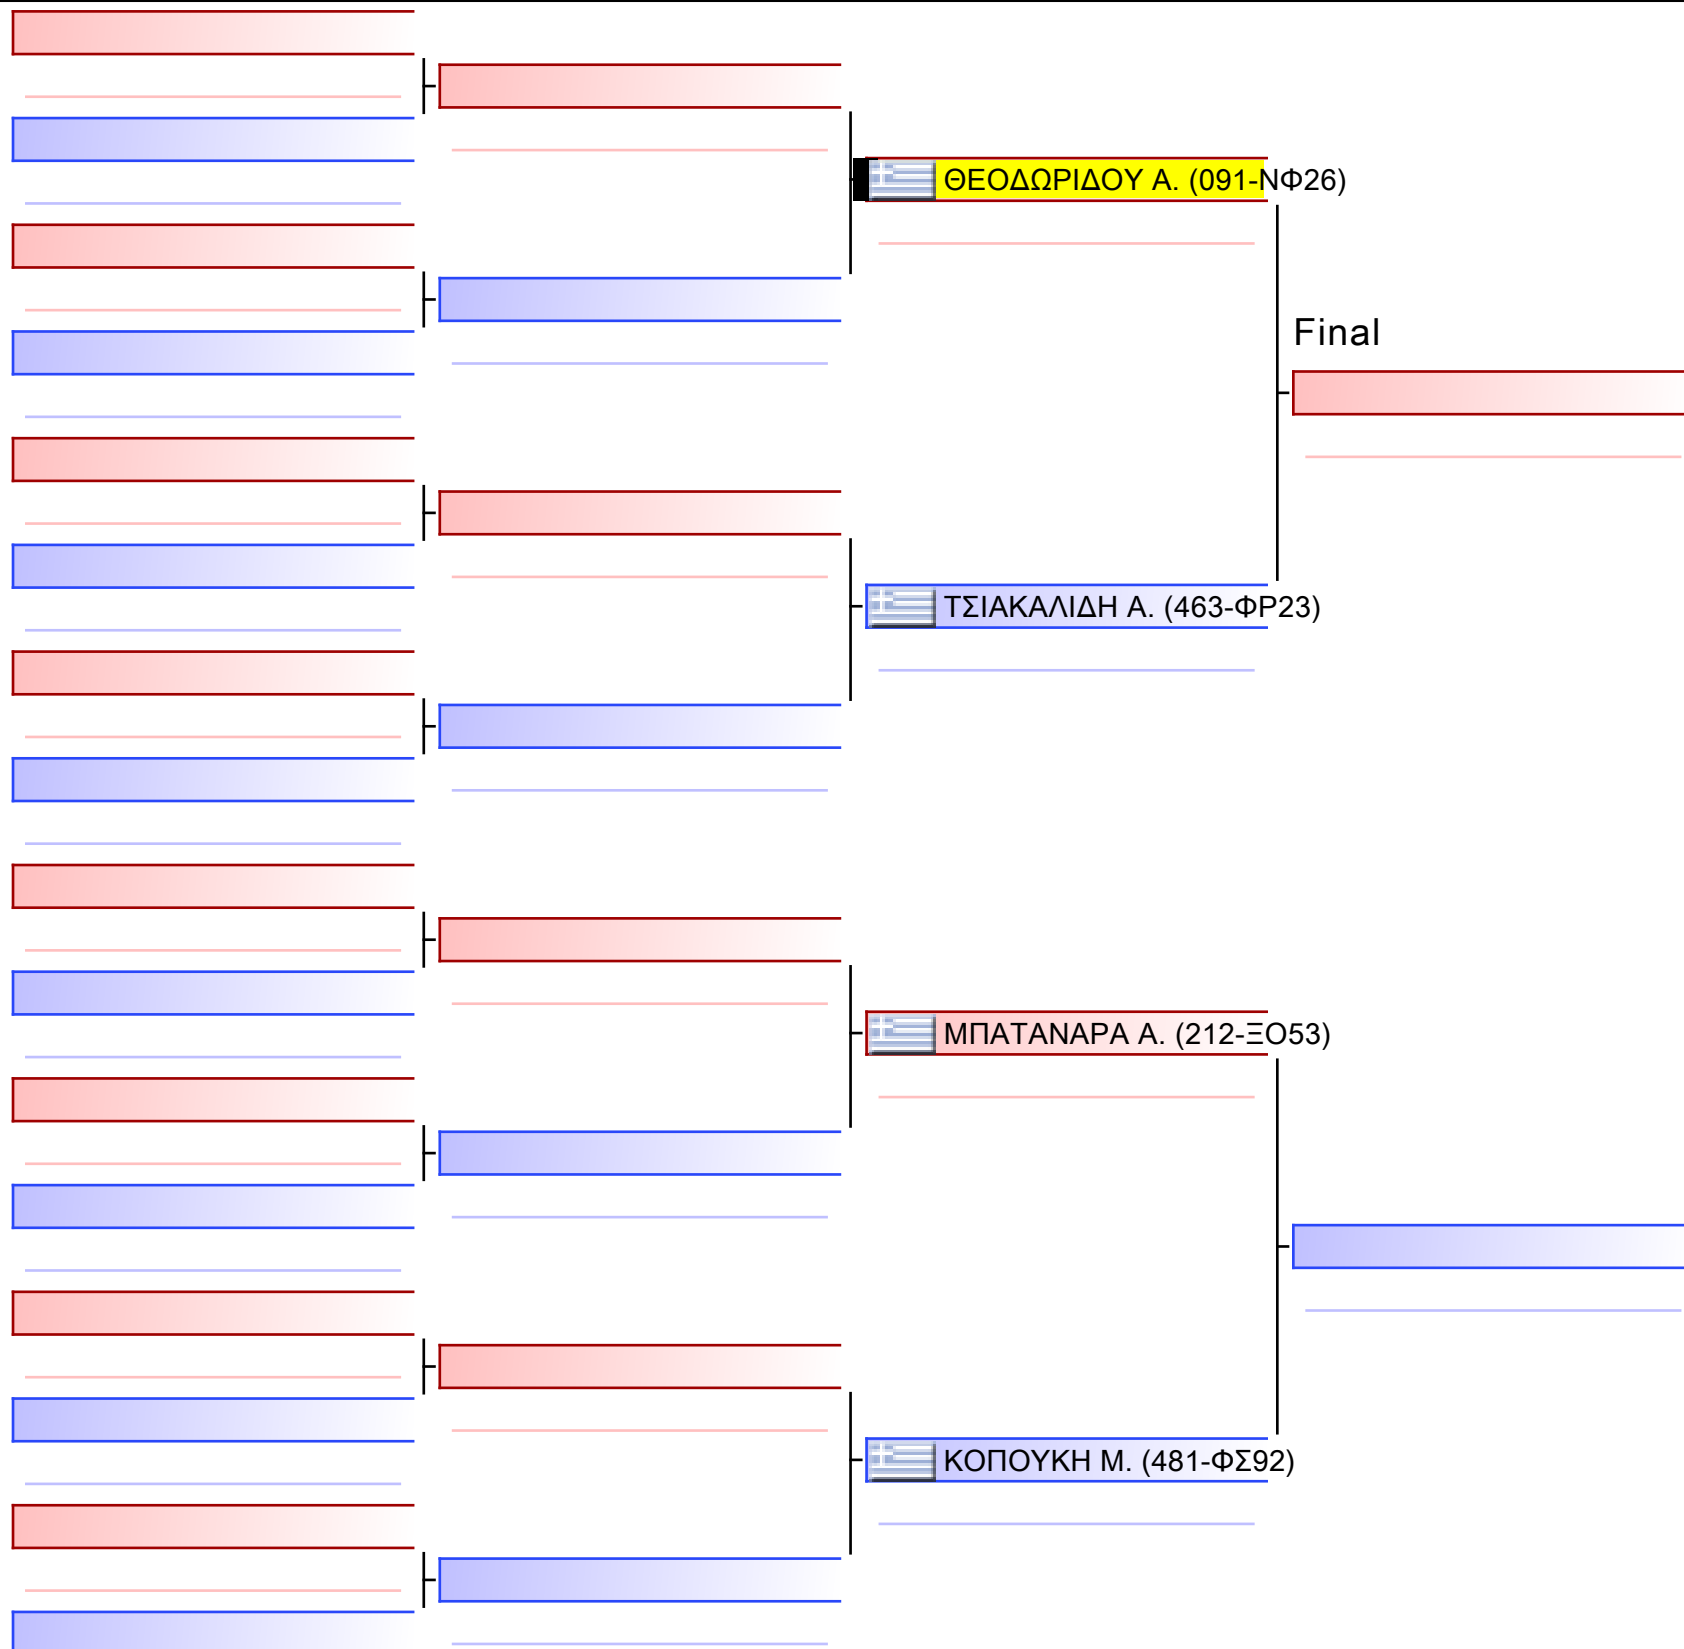 ΘΕΟΔΩΡΙΔΟΥ Α. (091-ΝΦ26)
Final
ΤΣΙΑΚΑΛΙΔΗ Α. (463-ΦΡ23)
ΜΠΑΤΑΝΑΡΑ Α. (212-ΞΟ53)
ΚΟΠΟΥΚΗ Μ. (481-ΦΣ92)